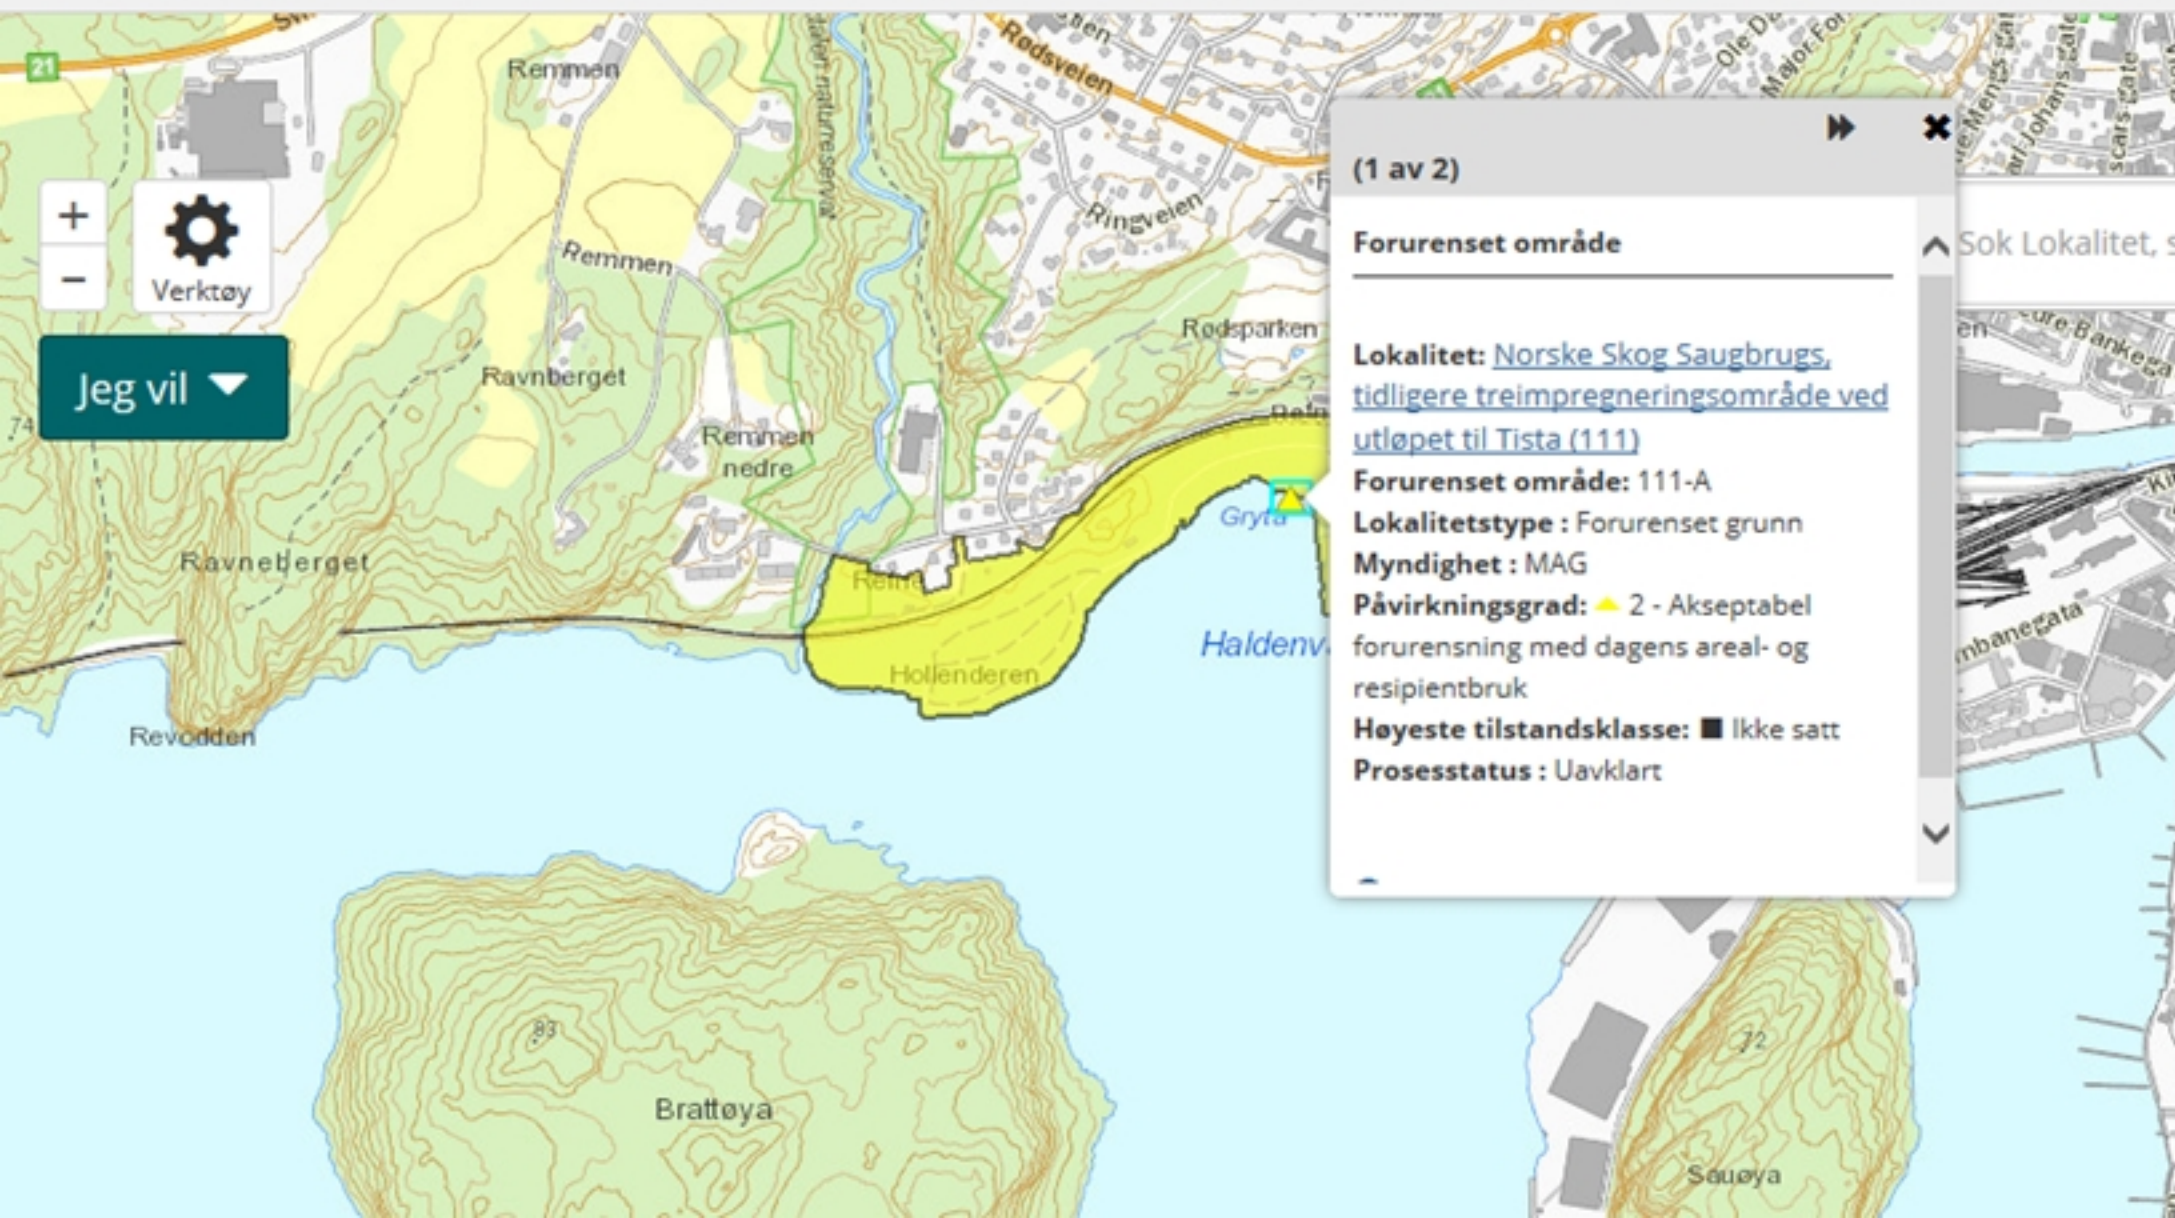 21
Remmen
Rødsveien
Ringveien
Remmen
Rødsparken
Ravnberget
Remmen
nedre
Ravneberget
Gryta
Hollenderen
Revodden
83
Brattøya
72
Sauøya
74
+
−
Verktøy
Jeg vil
(1 av 2)
Forurenset område
Lokalitet: Norske Skog Saugbrugs,
tidligere treimpregneringsområde ved
utløpet til Tista (111)
Forurenset område: 111-A
Lokalitetstype : Forurenset grunn
Myndighet : MAG
Påvirkningsgrad: 2 - Akseptabel
forurensning med dagens areal- og
resipientbruk
Høyeste tilstandsklasse: Ikke satt
Prosesstatus : Uavklart
Sok Lokalitet,